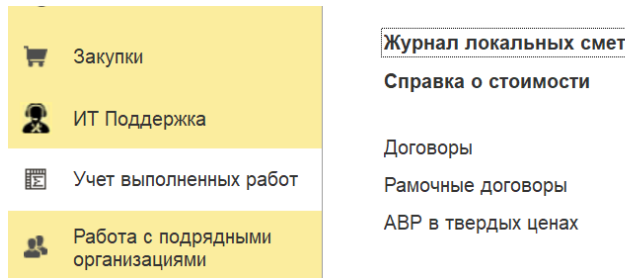 Закупки
ИТ Поддержка
Учет выполненных работ
Работа с подрядными
организациями
Журнал локальных смет
Справка о стоимости
Договоры
Рамочные договоры
АВР в твердых ценах